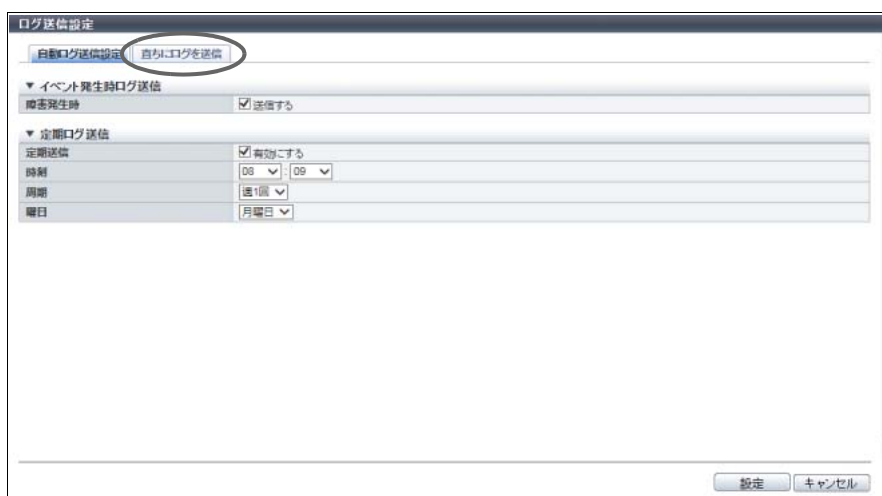 ログ送信設定
自動ログ送信設定 直ちにログを送信
▼ イベント発生時ログ送信
障害発生時 送信する
▼ 定期ログ送信
定期送信 有効にする
時刻 08 : 09
周期 週1回
曜日 月曜日
設定 キャンセル